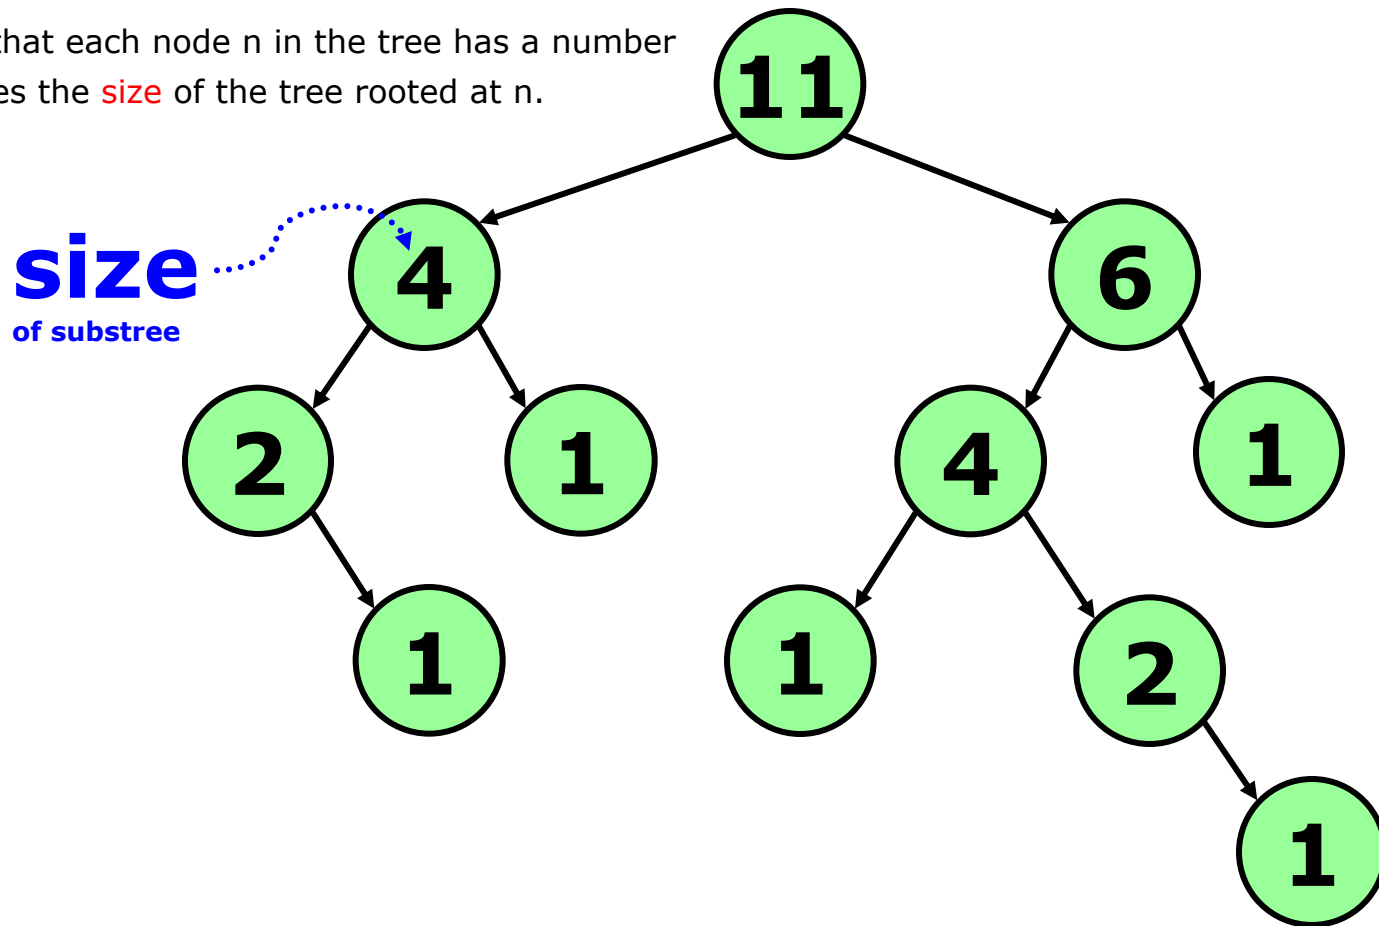 that each node n in the tree has a number
es the size of the tree rooted at n.
11
size
of substree
4
6
2
1
4
1
1
1
2
1